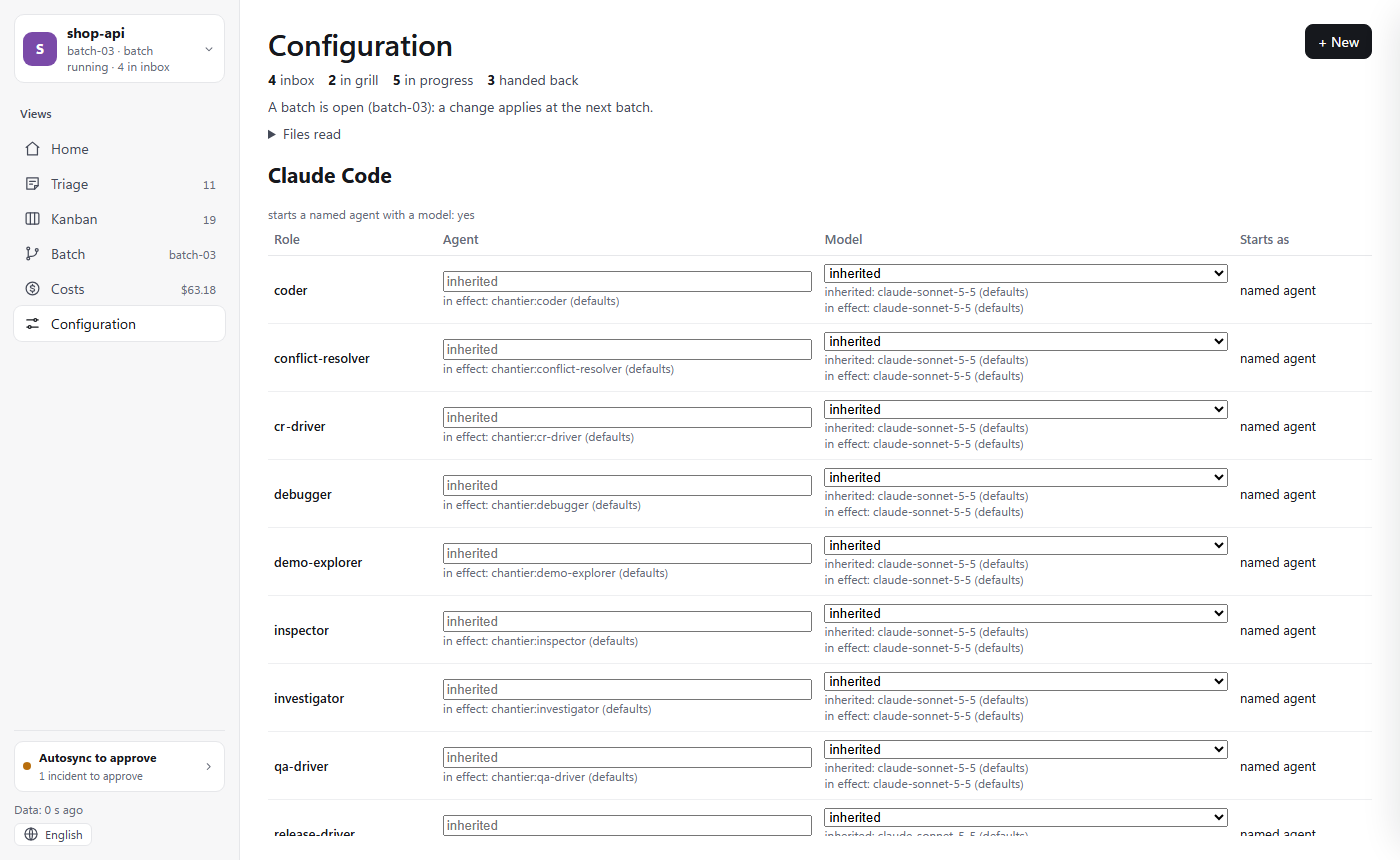 S
shop-api
batch-03 · batch
running · 4 in inbox
Views
Home
Triage 11
Kanban 19
Batch batch-03
Costs $63.18
Configuration
Autosync to approve
1 incident to approve
Data: 0 s ago
English
Configuration
+ New
4 inbox 2 in grill 5 in progress 3 handed back
A batch is open (batch-03): a change applies at the next batch.
Files read
Claude Code
starts a named agent with a model: yes
Role Agent Model Starts as
coder
inherited
in effect: chantier:coder (defaults)
inherited
inherited: claude-sonnet-5-5 (defaults)
in effect: claude-sonnet-5-5 (defaults)
named agent
conflict-resolver
inherited
in effect: chantier:conflict-resolver (defaults)
inherited
inherited: claude-sonnet-5-5 (defaults)
in effect: claude-sonnet-5-5 (defaults)
named agent
cr-driver
inherited
in effect: chantier:cr-driver (defaults)
inherited
inherited: claude-sonnet-5-5 (defaults)
in effect: claude-sonnet-5-5 (defaults)
named agent
debugger
inherited
in effect: chantier:debugger (defaults)
inherited
inherited: claude-sonnet-5-5 (defaults)
in effect: claude-sonnet-5-5 (defaults)
named agent
demo-explorer
inherited
in effect: chantier:demo-explorer (defaults)
inherited
inherited: claude-sonnet-5-5 (defaults)
in effect: claude-sonnet-5-5 (defaults)
named agent
inspector
inherited
in effect: chantier:inspector (defaults)
inherited
inherited: claude-sonnet-5-5 (defaults)
in effect: claude-sonnet-5-5 (defaults)
named agent
investigator
inherited
in effect: chantier:investigator (defaults)
inherited
inherited: claude-sonnet-5-5 (defaults)
in effect: claude-sonnet-5-5 (defaults)
named agent
qa-driver
inherited
in effect: chantier:qa-driver (defaults)
inherited
inherited: claude-sonnet-5-5 (defaults)
in effect: claude-sonnet-5-5 (defaults)
named agent
release-driver
inherited
inherited
inherited: claude-sonnet-5-5 (defaults)
named agent